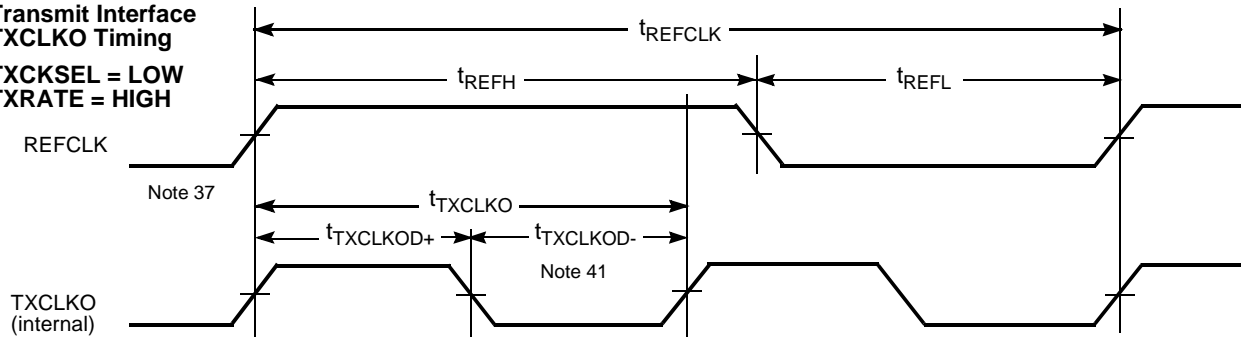 Transmit Interface
TXCLKO Timing
TXCKSEL = LOW
TXRATE = HIGH
tREFCLK
tREFH
tREFL
REFCLK
Note 37
tTXCLKO
tTXCLKOD+
tTXCLKOD-
Note 41
TXCLKO
(internal)